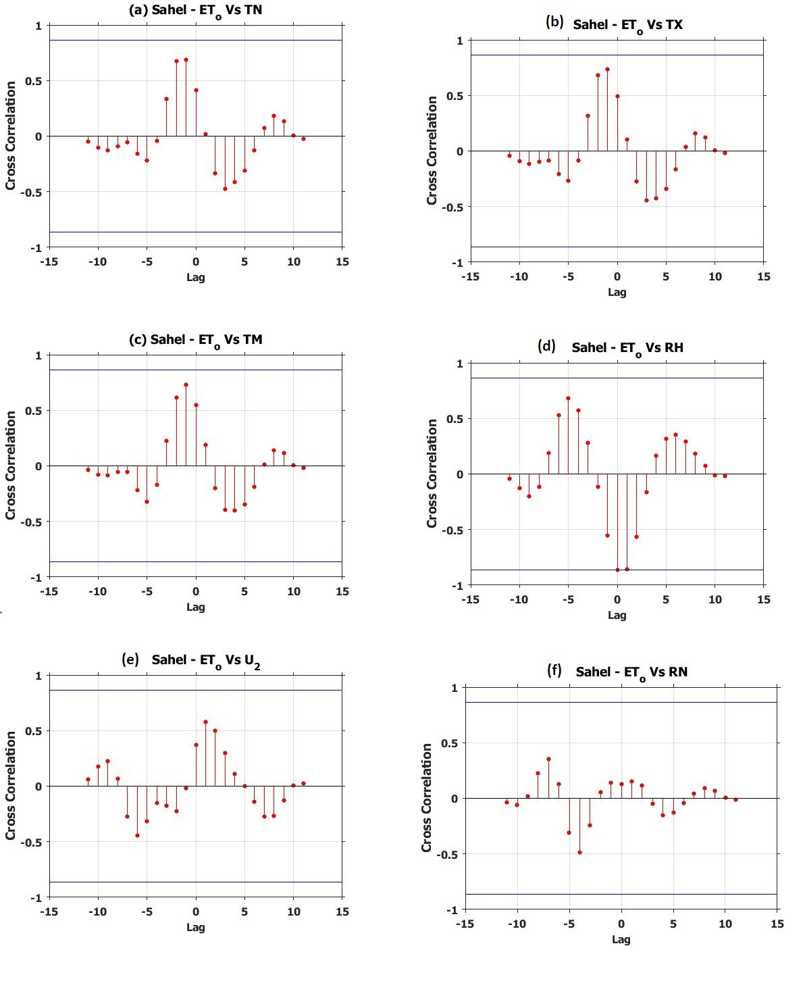 (a) Sahel - ETo Vs TN
1
0.5
0
-0.5
-1
Cross Correlation
-15 -10 -5 0 5 10 15
Lag
(b) Sahel - ETo Vs TX
1
0.5
0
-0.5
-1
Cross Correlation
-15 -10 -5 0 5 10 15
Lag
(c) Sahel - ETo Vs TM
1
0.5
0
-0.5
-1
Cross Correlation
-15 -10 -5 0 5 10 15
Lag
(d) Sahel - ETo Vs RH
1
0.5
0
-0.5
-1
Cross Correlation
-15 -10 -5 0 5 10 15
Lag
(e) Sahel - ETo Vs U2
1
0.5
0
-0.5
-1
Cross Correlation
-15 -10 -5 0 5 10 15
Lag
(f) Sahel - ETo Vs RN
1
0.5
0
-0.5
-1
Cross Correlation
-15 -10 -5 0 5 10 15
Lag